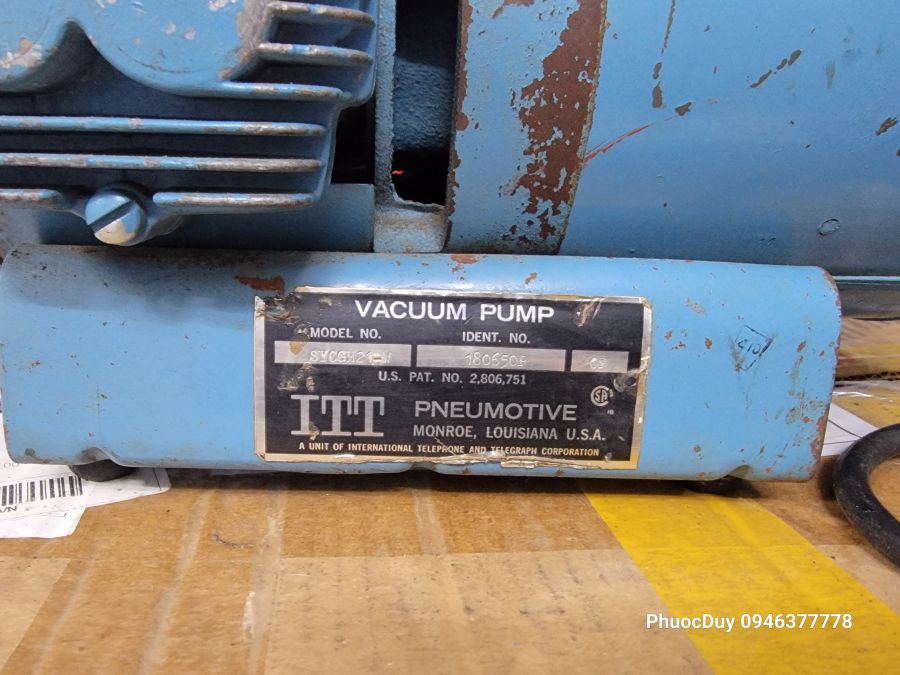 VACUUM PUMP
MODEL NO. IDENT. NO.
U.S. PAT. NO. 2,806,751
SA
ITT PNEUMOTIVE
MONROE, LOUISIANA U.S.A.
A UNIT OF INTERNATIONAL TELEPHONE AND TELEGRAPH CORPORATION
PhuocDuy 0946377778